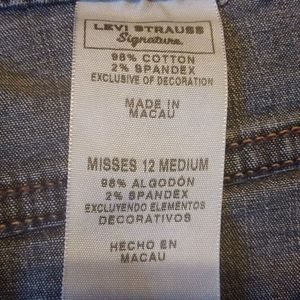 LEVI STRAUSS
Signature
98% COTTON
2% SPANDEX
EXCLUSIVE OF DECORATION
MADE IN
MACAU
MISSES 12 MEDIUM
98% ALGODÓN
2% SPANDEX
EXCLUYENDO ELEMENTOS
DECORATIVOS
HECHO EN
MACAU